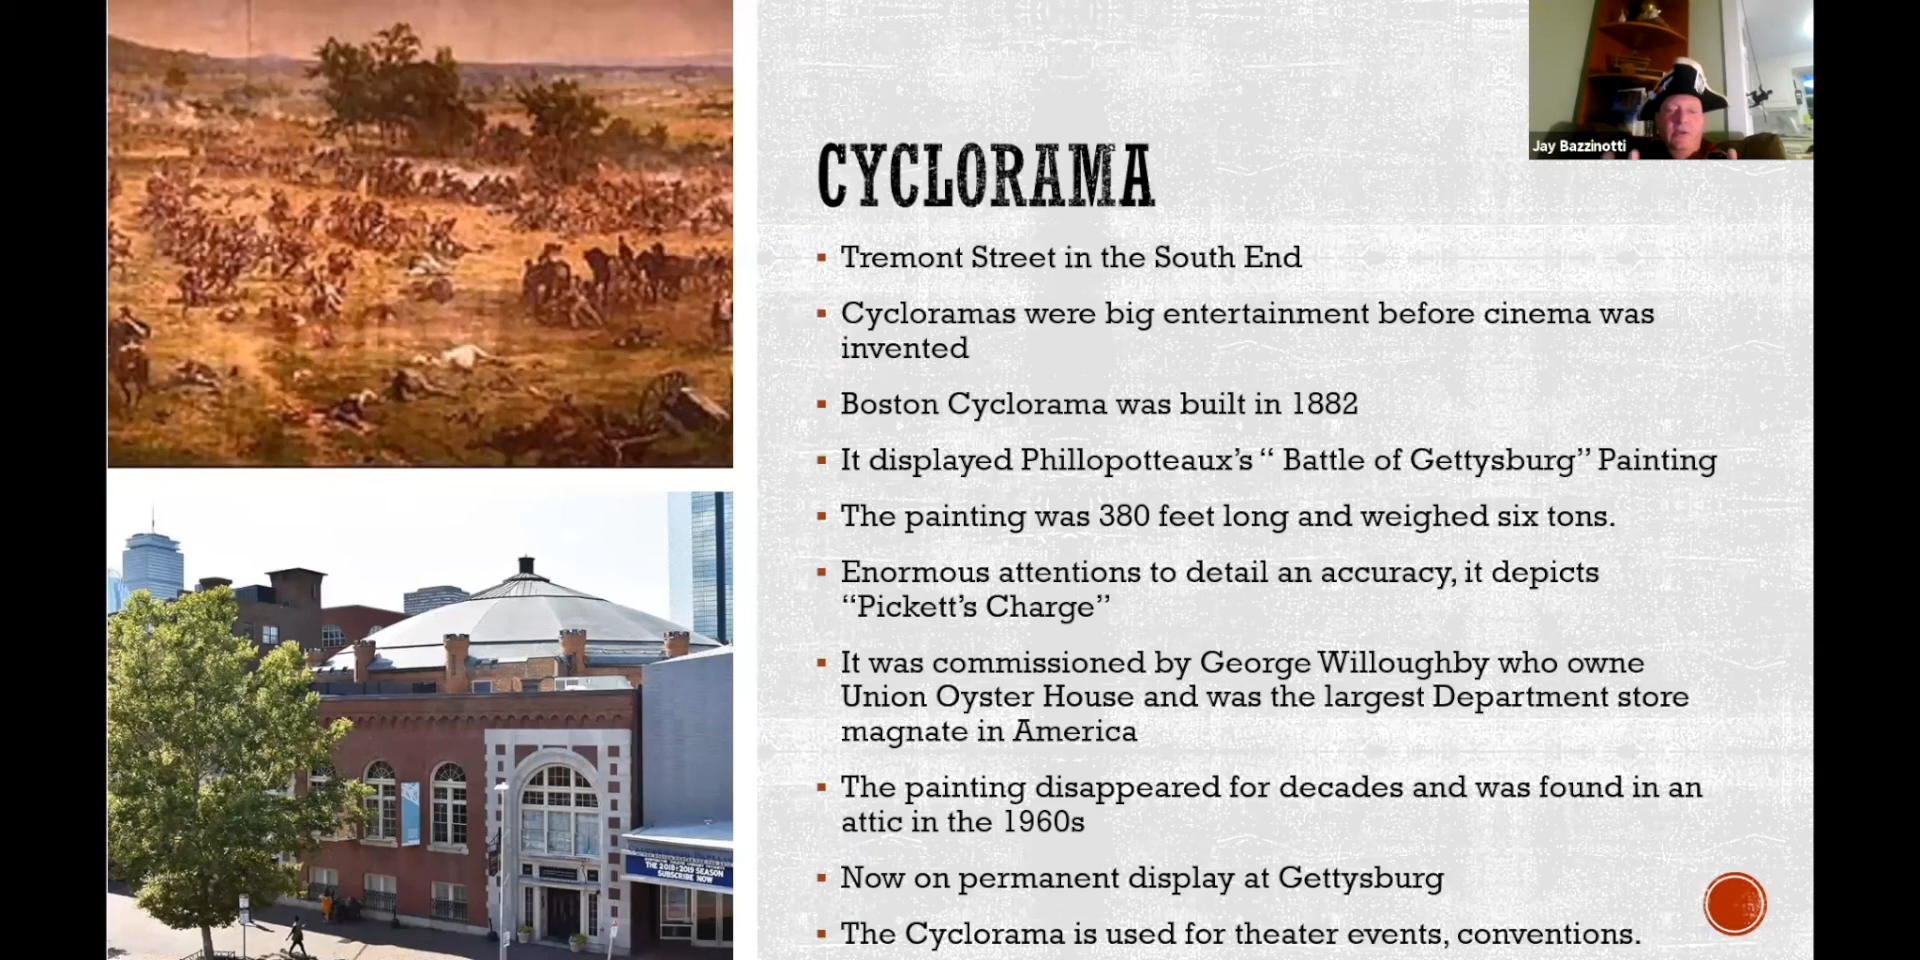 Jay Bazzinotti
CYCLORAMA
▪ Tremont Street in the South End
▪ Cycloramas were big entertainment before cinema was
invented
▪ Boston Cyclorama was built in 1882
▪ It displayed Phillopotteaux's “ Battle of Gettysburg” Painting
▪ The painting was 380 feet long and weighed six tons.
▪ Enormous attentions to detail an accuracy, it depicts
“Pickett's Charge”
▪ It was commissioned by George Willoughby who owne
Union Oyster House and was the largest Department store
magnate in America
▪ The painting disappeared for decades and was found in an
attic in the 1960s
▪ Now on permanent display at Gettysburg
▪ The Cyclorama is used for theater events, conventions.
THE 2018/2019 SEASON
SUBSCRIBE NOW